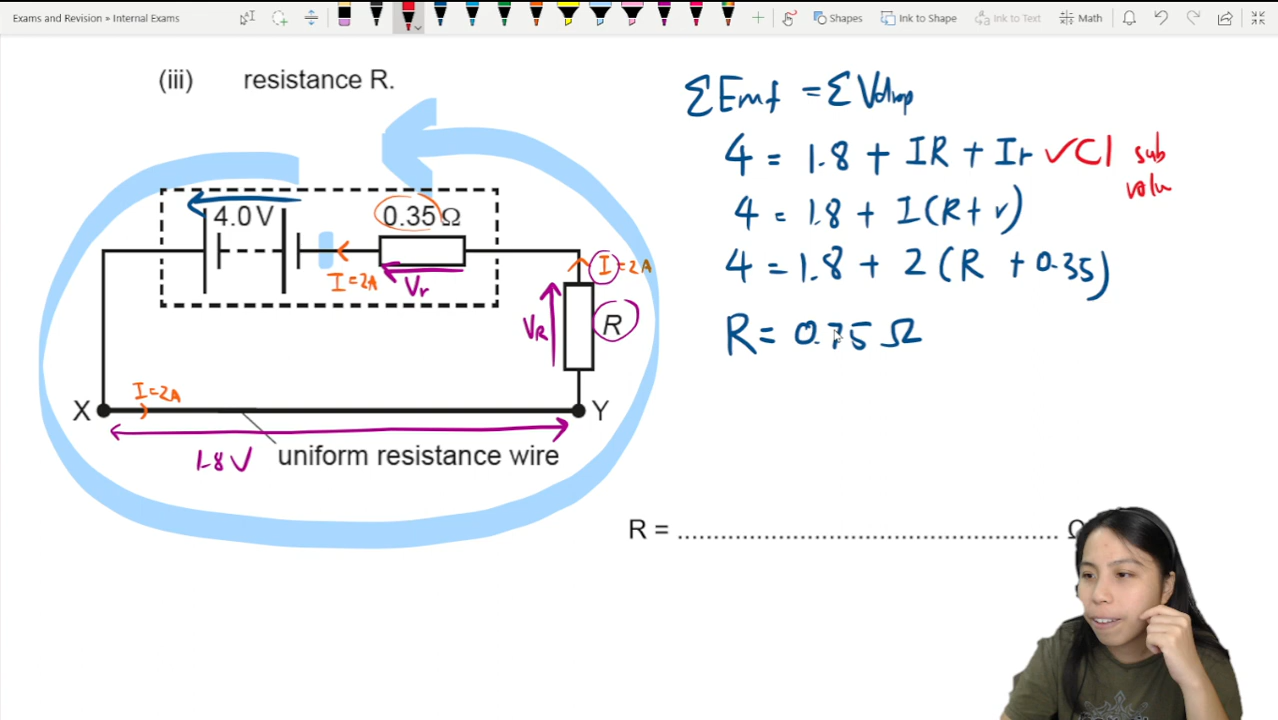 Exams and Revision » Internal Exams
Shapes
Ink to Shape
Ink to Text
Math
(iii) resistance R.
ΣEmf = ΣVdrop
4 = 1.8 + IR + Ir ✓C1 sub
valu
4 = 1.8 + I(R+r)
4 = 1.8 + 2(R + 0.35)
R = 0.75 Ω
4.0 V
0.35 Ω
I=2A
Vr
I=2A
VR
R
I=2A
X
Y
1.8V
uniform resistance wire
R = .................................................... Ω